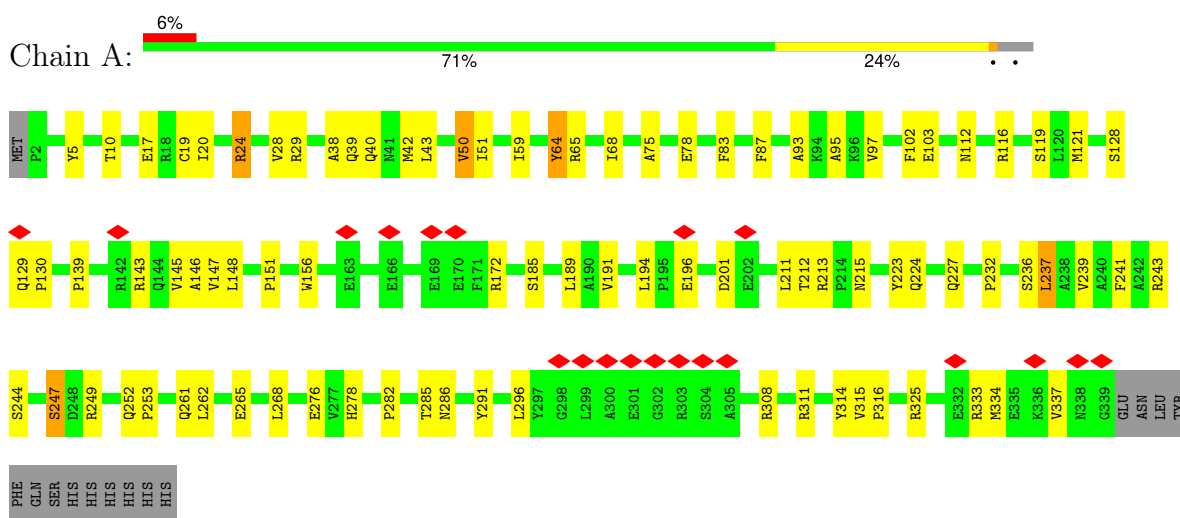 6%
Chain A:
71% 24% • •
MET P2 Y5 T10 E17 R18 C19 I20 R24 V28 R29 A38 Q39 Q40 N41 M42 L43 V50 I51 I59 Y64 R65 I68 A75 E78 F83 F87 A93 K94 A95 K96 V97 F102 E103 N112 R116 S119 L120 M121 S128
Q129 P130 P139 R142 R143 Q144 V145 A146 V147 L148 P151 W156 E163 E166 E169 E170 F171 R172 S185 L189 A190 V191 L194 P195 E196 D201 E202 L211 T212 R213 P214 N215 Y223 Q224 Q227 P232 S236 L237 A238 V239 A240 F241 A242 R243
S244 S247 D248 R249 Q252 P253 Q261 L262 E265 L268 E276 V277 H278 P282 T285 N286 Y291 L296 Y297 G298 L299 A300 E301 G302 R303 S304 A305 R308 R311 Y314 V315 P316 R325 E332 R333 M334 E335 K336 V337 N338 G339 GLU ASN LEU TYR
PHE GLN SER HIS HIS HIS HIS HIS HIS